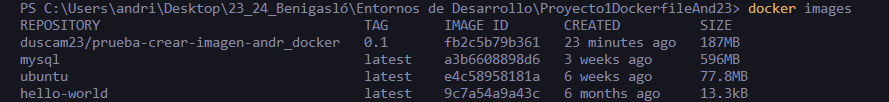 PS C:\Users\andri\Desktop\23_24_Benigasló\Entornos de Desarrollo\Proyecto1DockerfileAnd23> docker images
REPOSITORY TAG IMAGE ID CREATED SIZE
duscam23/prueba-crear-imagen-andr_docker 0.1 fb2c5b79b361 23 minutes ago 187MB
mysql latest a3b6608898d6 3 weeks ago 596MB
ubuntu latest e4c58958181a 6 weeks ago 77.8MB
hello-world latest 9c7a54a9a43c 6 months ago 13.3kB